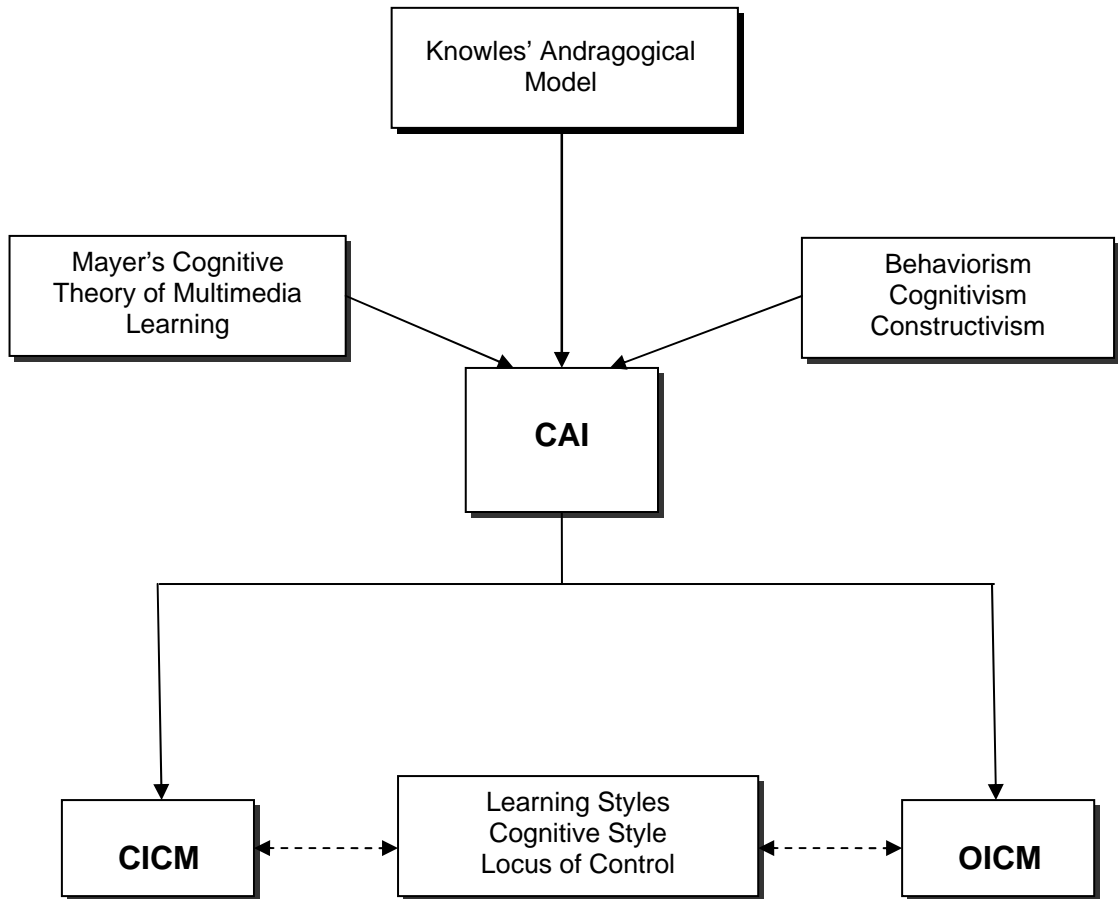 Knowles’ Andragogical
Model
Mayer’s Cognitive
Theory of Multimedia
Learning
Behaviorism
Cognitivism
Constructivism
CAI
CICM
Learning Styles
Cognitive Style
Locus of Control
OICM